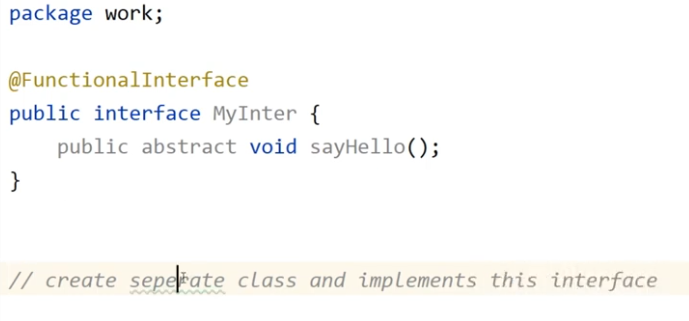 package work;
@FunctionalInterface
public interface MyInter {
public abstract void sayHello();
}
// create seperate class and implements this interface